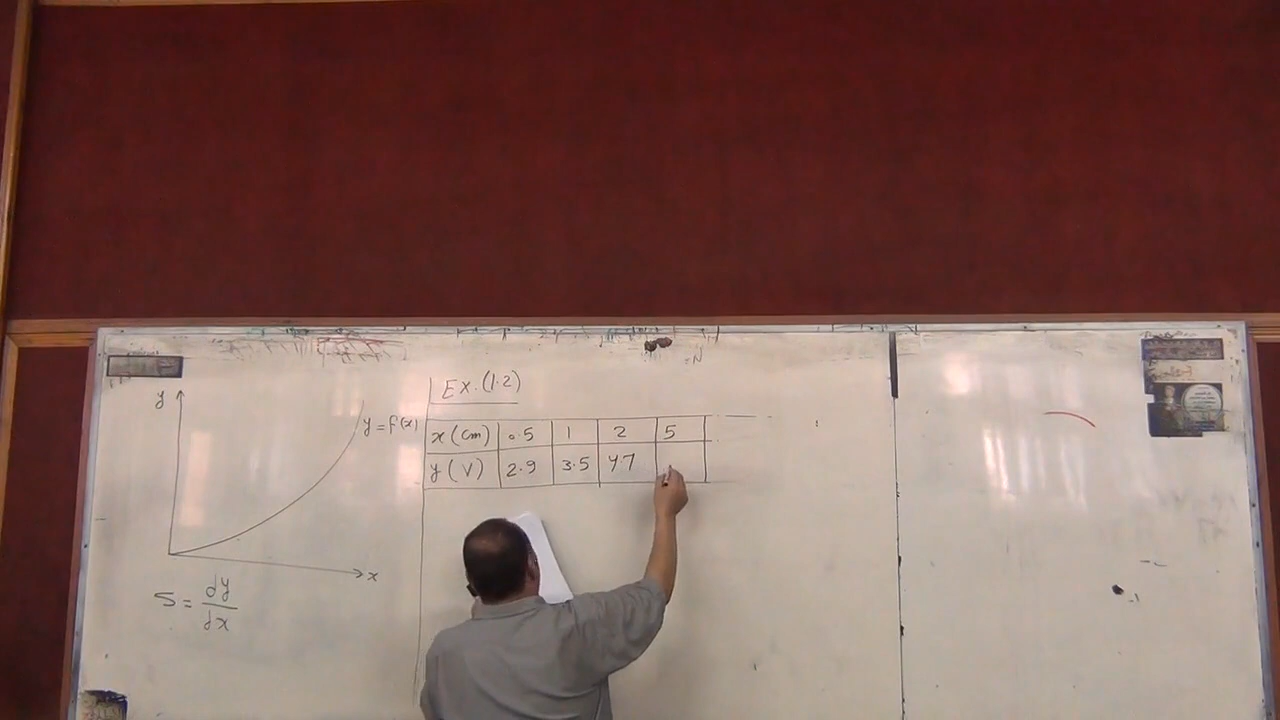 y
y = f(x)
x
S = dy/dx
Ex. (1.2)
x (cm) 0.5 1 2 5
y (V) 2.9 3.5 4.7